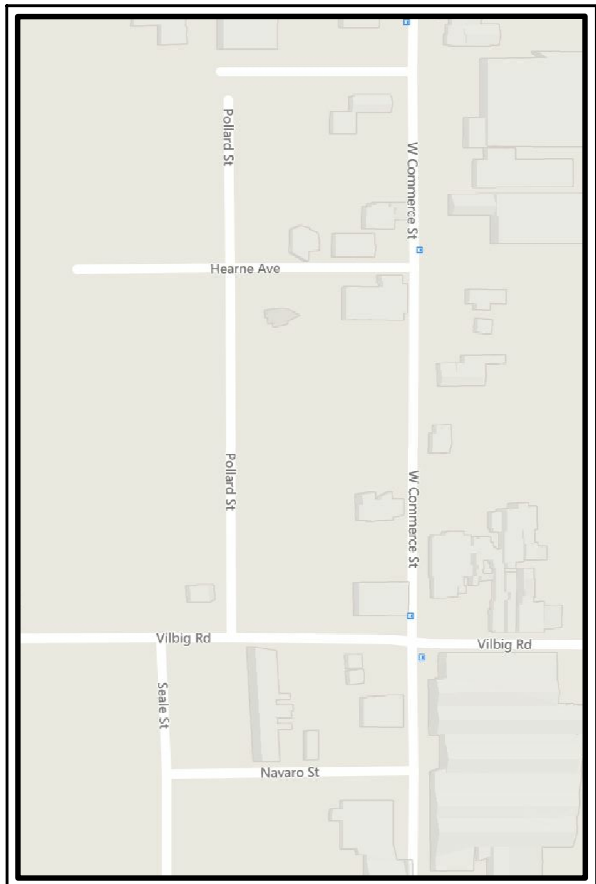 Pollard St
W Commerce St
Hearne Ave
Pollard St
W Commerce St
Vilbig Rd
Vilbig Rd
Seale St
Navaro St